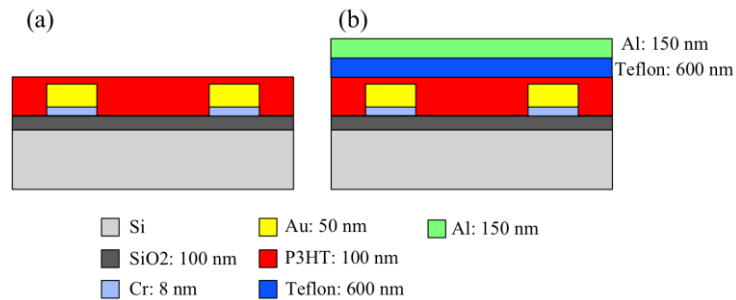 (a)
(b)
Al: 150 nm
Teflon: 600 nm
Si
Au: 50 nm
Al: 150 nm
SiO2: 100 nm
P3HT: 100 nm
Cr: 8 nm
Teflon: 600 nm